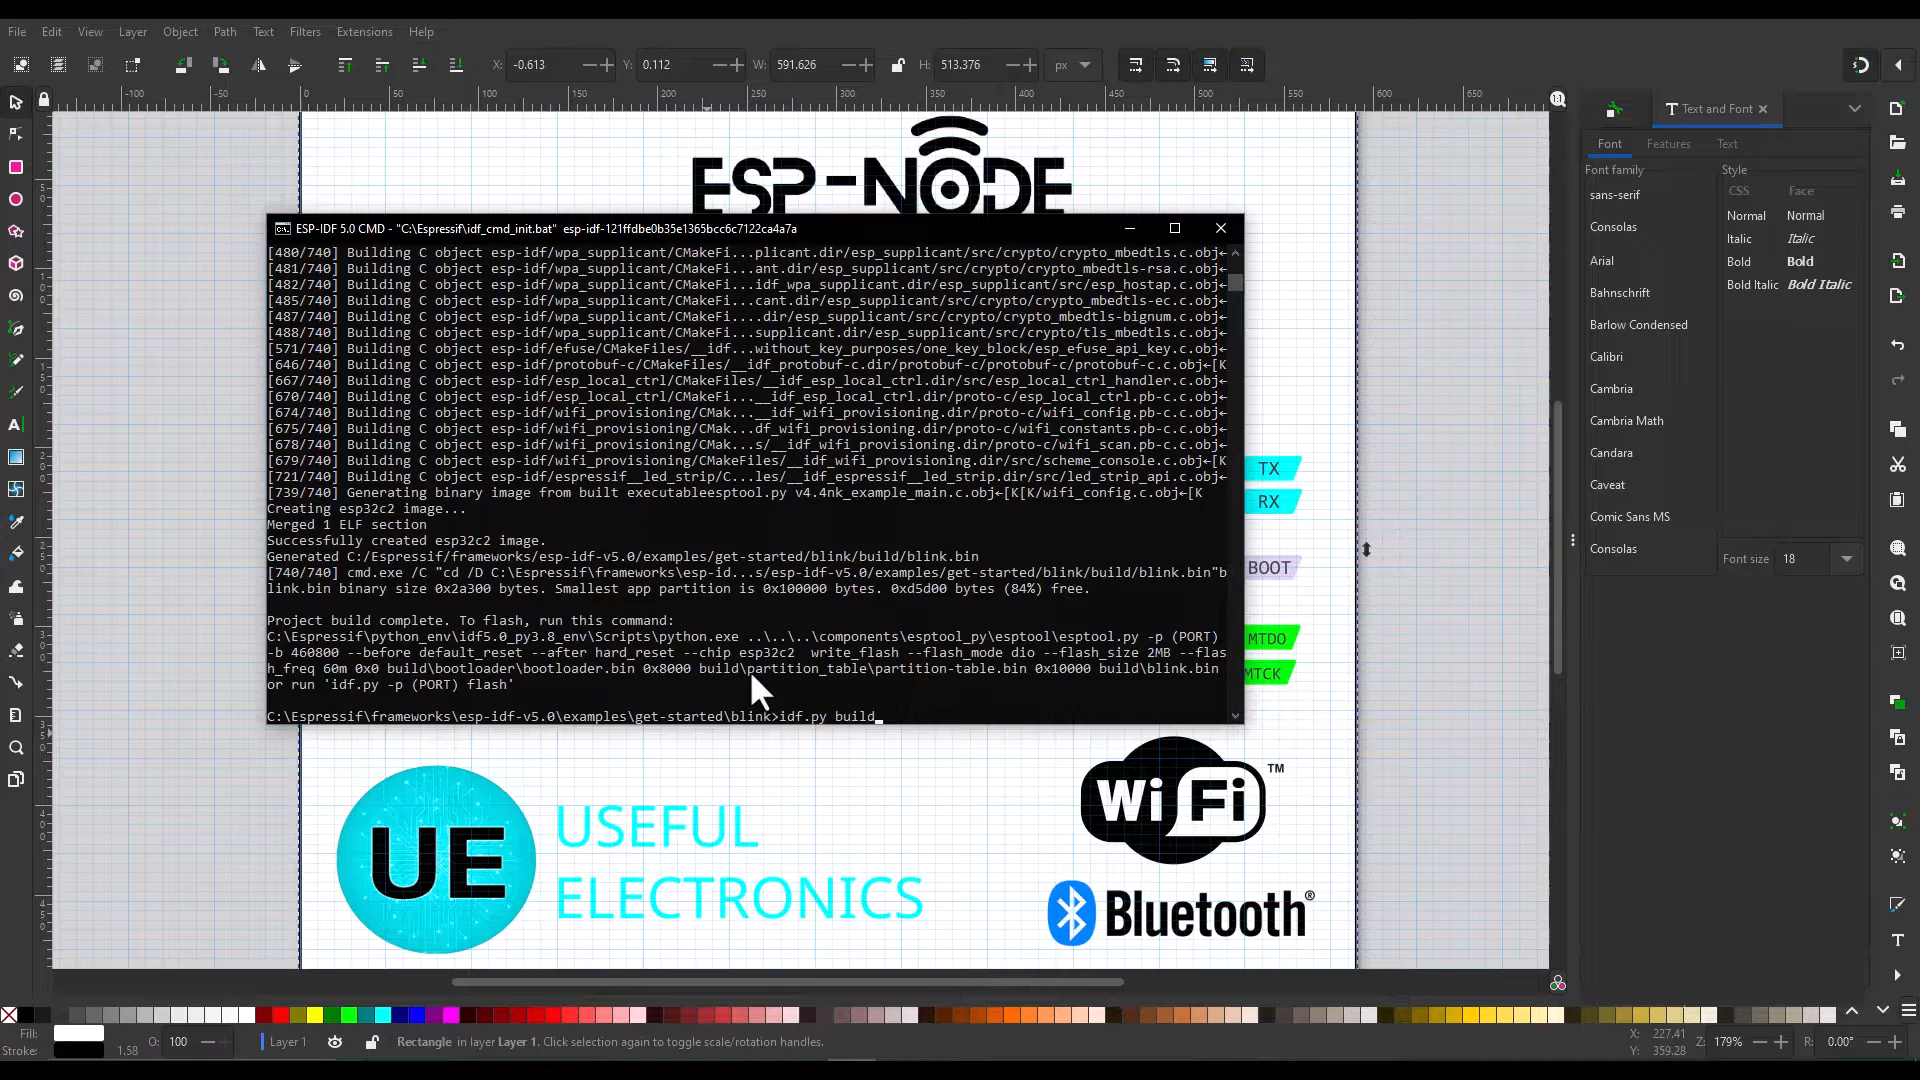 File Edit View Layer Object Path Text Filters Extensions Help
X: -0.613 Y: 0.112 W: 591.626 H: 513.376 px
-100 -50 0 50 100 150 200 250 300 350 400 450 500 550 600 650
Text and Font
Font Features Text
Font family Style
CSS Face
sans-serif
Consolas
Arial
Bahnschrift
Barlow Condensed
Calibri
Cambria
Cambria Math
Candara
Caveat
Comic Sans MS
Consolas
Normal Normal
Italic Italic
Bold Bold
Bold Italic Bold Italic
Font size 18
ESP-NODE
ESP-IDF 5.0 CMD - "C:\Espressif\idf_cmd_init.bat" esp-idf-121ffdbe0b35e1365bcc6c7122ca4a7a
[480/740] Building C object esp-idf/wpa_supplicant/CMakeFi...plicant.dir/esp_supplicant/src/crypto/crypto_mbedtls.c.obj←
[481/740] Building C object esp-idf/wpa_supplicant/CMakeFi...ant.dir/esp_supplicant/src/crypto/crypto_mbedtls-rsa.c.obj←
[482/740] Building C object esp-idf/wpa_supplicant/CMakeFi...idf_wpa_supplicant.dir/esp_supplicant/src/esp_hostap.c.obj←
[485/740] Building C object esp-idf/wpa_supplicant/CMakeFi...cant.dir/esp_supplicant/src/crypto/crypto_mbedtls-ec.c.obj←
[487/740] Building C object esp-idf/wpa_supplicant/CMakeFi....dir/esp_supplicant/src/crypto/crypto_mbedtls-bignum.c.obj←
[488/740] Building C object esp-idf/wpa_supplicant/CMakeFi...supplicant.dir/esp_supplicant/src/crypto/tls_mbedtls.c.obj←
[571/740] Building C object esp-idf/efuse/CMakeFiles/__idf...without_key_purposes/one_key_block/esp_efuse_api_key.c.obj←
[646/740] Building C object esp-idf/protobuf-c/CMakeFiles/__idf_protobuf-c.dir/protobuf-c/protobuf-c/protobuf-c.c.obj←[K
[667/740] Building C object esp-idf/esp_local_ctrl/CMakeFiles/__idf_esp_local_ctrl.dir/src/esp_local_ctrl_handler.c.obj←
[670/740] Building C object esp-idf/esp_local_ctrl/CMakeFi...__idf_esp_local_ctrl.dir/proto-c/esp_local_ctrl.pb-c.c.obj←
[674/740] Building C object esp-idf/wifi_provisioning/CMak...__idf_wifi_provisioning.dir/proto-c/wifi_config.pb-c.c.obj←
[675/740] Building C object esp-idf/wifi_provisioning/CMak...df_wifi_provisioning.dir/proto-c/wifi_constants.pb-c.c.obj←
[678/740] Building C object esp-idf/wifi_provisioning/CMak...s/__idf_wifi_provisioning.dir/proto-c/wifi_scan.pb-c.c.obj←
[679/740] Building C object esp-idf/wifi_provisioning/CMakeFiles/__idf_wifi_provisioning.dir/src/scheme_console.c.obj←[K
[721/740] Building C object esp-idf/espressif__led_strip/C...les/__idf_espressif__led_strip.dir/src/led_strip_api.c.obj←
[739/740] Generating binary image from built executableesptool.py v4.4nk_example_main.c.obj←[K[K/wifi_config.c.obj←[K
Creating esp32c2 image...
Merged 1 ELF section
Successfully created esp32c2 image.
Generated C:/Espressif/frameworks/esp-idf-v5.0/examples/get-started/blink/build/blink.bin
[740/740] cmd.exe /C "cd /D C:\Espressif\frameworks\esp-id...s/esp-idf-v5.0/examples/get-started/blink/build/blink.bin"b
link.bin binary size 0x2a300 bytes. Smallest app partition is 0x100000 bytes. 0xd5d00 bytes (84%) free.
Project build complete. To flash, run this command:
C:\Espressif\python_env\idf5.0_py3.8_env\Scripts\python.exe ..\..\..\components\esptool_py\esptool\esptool.py -p (PORT)
-b 460800 --before default_reset --after hard_reset --chip esp32c2  write_flash --flash_mode dio --flash_size 2MB --flas
h_freq 60m 0x0 build\bootloader\bootloader.bin 0x8000 build\partition_table\partition-table.bin 0x10000 build\blink.bin
or run 'idf.py -p (PORT) flash'
C:\Espressif\frameworks\esp-idf-v5.0\examples\get-started\blink>idf.py build
TX
RX
BOOT
MTDO
MTCK
UE
USEFUL
ELECTRONICS
Wi Fi TM
Bluetooth®
Fill:
Stroke: 1.58
O: 100
Layer 1
Rectangle in layer Layer 1. Click selection again to toggle scale/rotation handles.
X: 227.41
Y: 359.28
Z: 179%
R: 0.00°